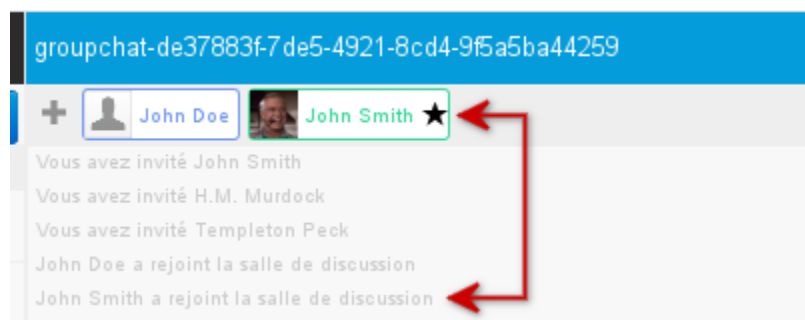 groupchat-de37883f-7de5-4921-8cd4-9f5a5ba44259
John Doe John Smith
Vous avez invité John Smith
Vous avez invité H.M. Murdock
Vous avez invité Templeton Peck
John Doe a rejoint la salle de discussion
John Smith a rejoint la salle de discussion